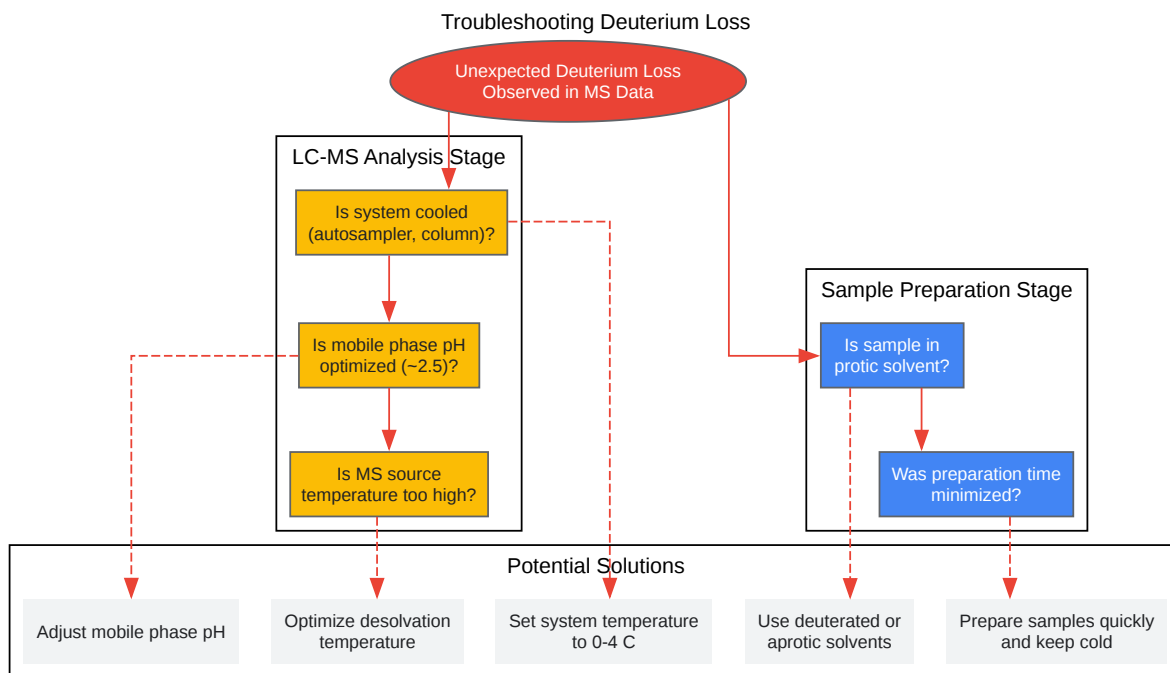 Troubleshooting Deuterium Loss
Unexpected Deuterium Loss
Observed in MS Data
LC-MS Analysis Stage
Is system cooled
(autosampler, column)?
Is mobile phase pH
optimized (~2.5)?
Is MS source
temperature too high?
Sample Preparation Stage
Is sample in
protic solvent?
Was preparation time
minimized?
Potential Solutions
Adjust mobile phase pH
Optimize desolvation
temperature
Set system temperature
to 0-4 C
Use deuterated or
aprotic solvents
Prepare samples quickly
and keep cold